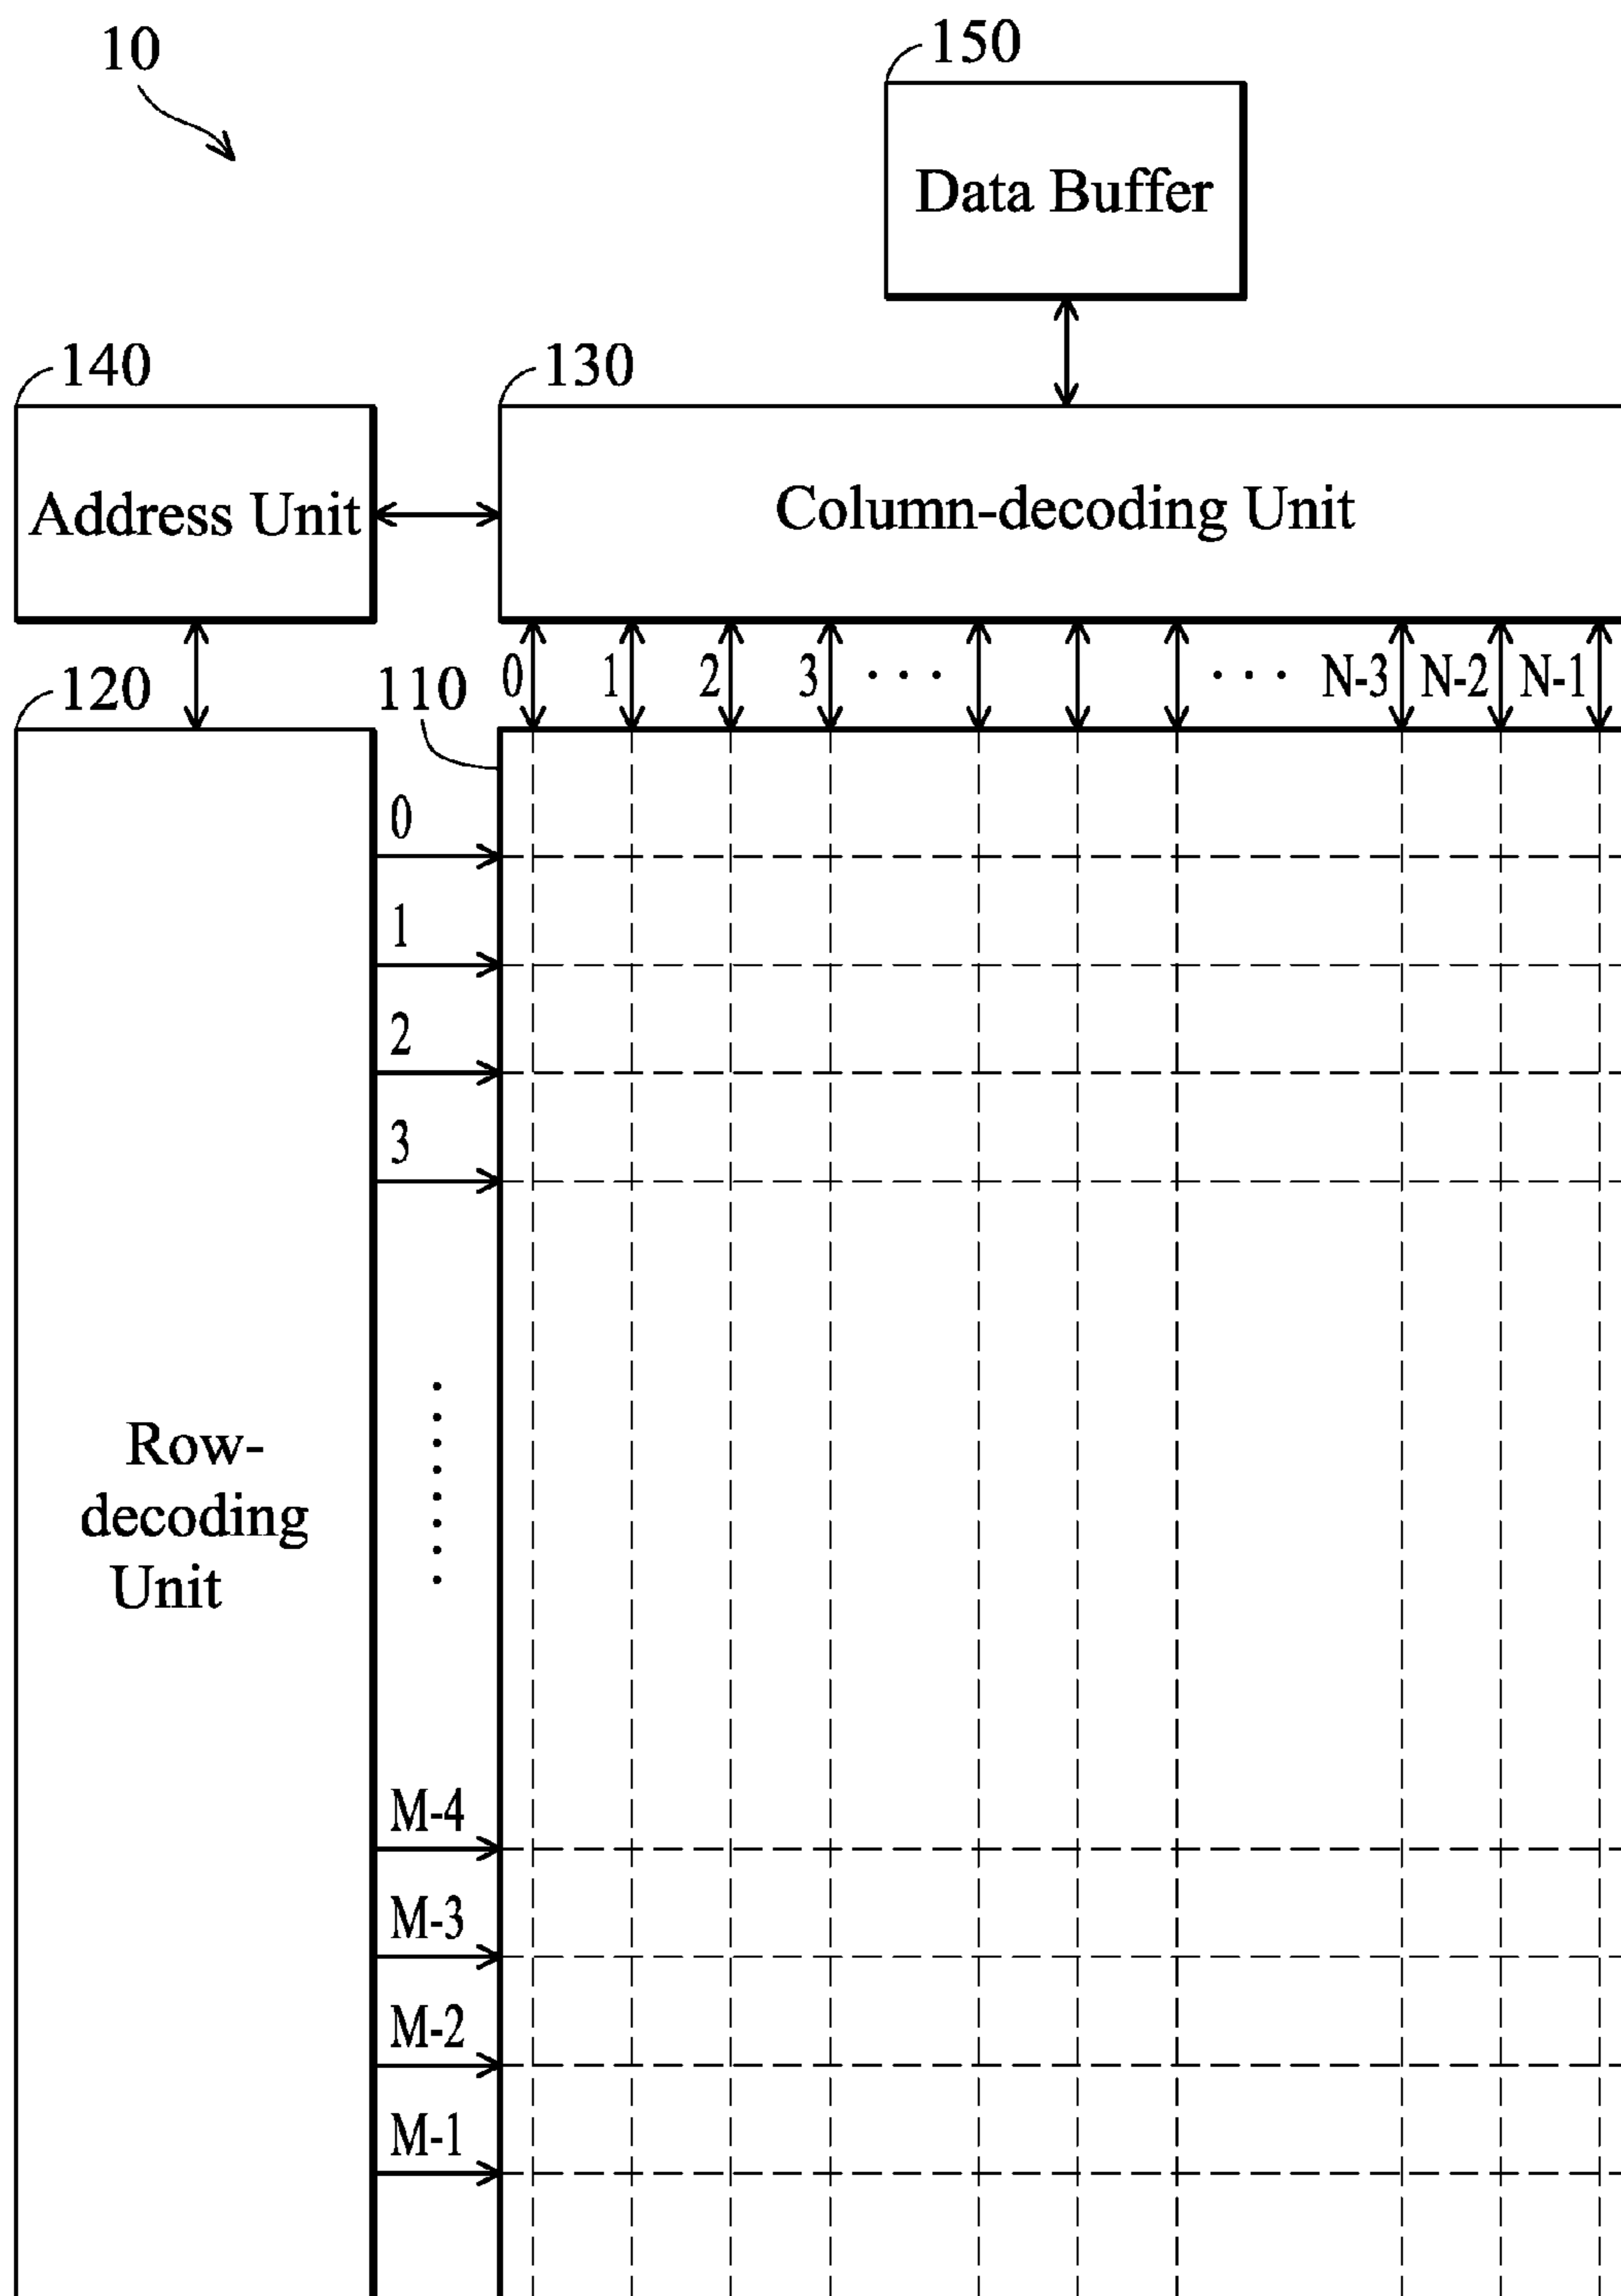 10
150
Data Buffer
140
130
Address Unit
Column-decoding Unit
120
110
0 1 2 3 · · · · · · N-3 N-2 N-1
0
1
2
3
Row-
decoding
Unit
M-4
M-3
M-2
M-1